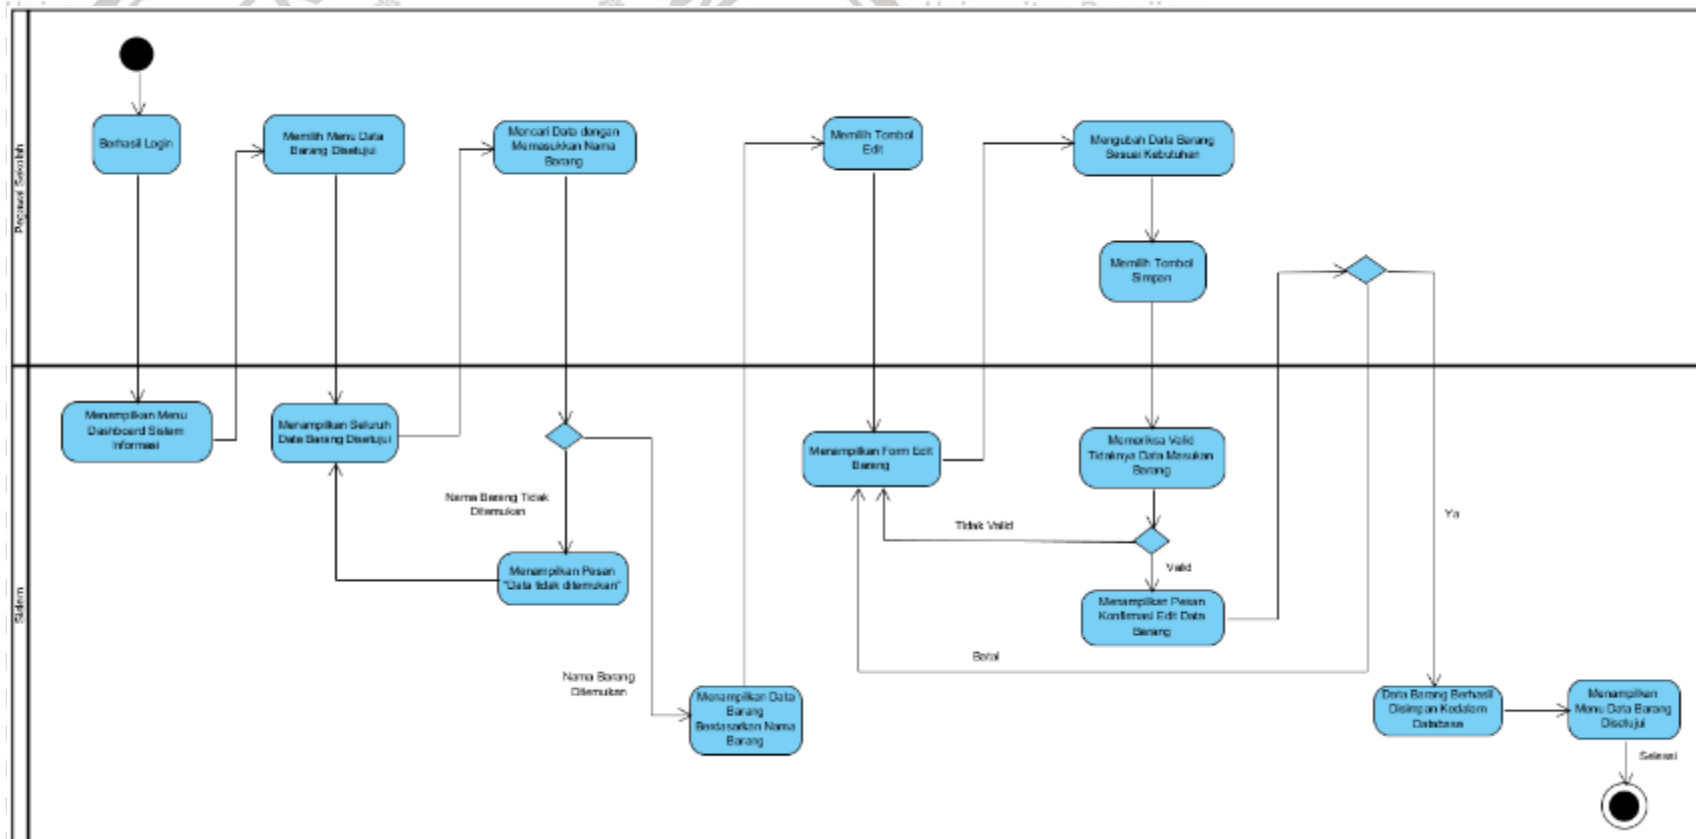 Pegawai Sekolah
Berhasil Login
Memilih Menu Data
Barang Disetujui
Mencari Data dengan
Memasukkan Nama
Barang
Memilih Tombol
Edit
Mengubah Data Barang
Sesuai Kebutuhan
Memilih Tombol
Simpan
Sistem
Menampilkan Menu
Dashboard Sistem
Informasi
Menampilkan Seluruh
Data Barang Disetujui
Nama Barang Tidak
Ditemukan
Menampilkan Pesan
"Data tidak ditemukan"
Nama Barang
Ditemukan
Menampilkan Data
Barang
Berdasarkan Nama
Barang
Menampilkan Form Edit
Barang
Memeriksa Valid
Tidaknya Data Masukan
Barang
Tidak Valid
Valid
Menampilkan Pesan
Konfirmasi Edit Data
Barang
Batal
Ya
Data Barang Berhasil
Disimpan Kedalam
Database
Menampilkan
Menu Data Barang
Disetujui
Selesai